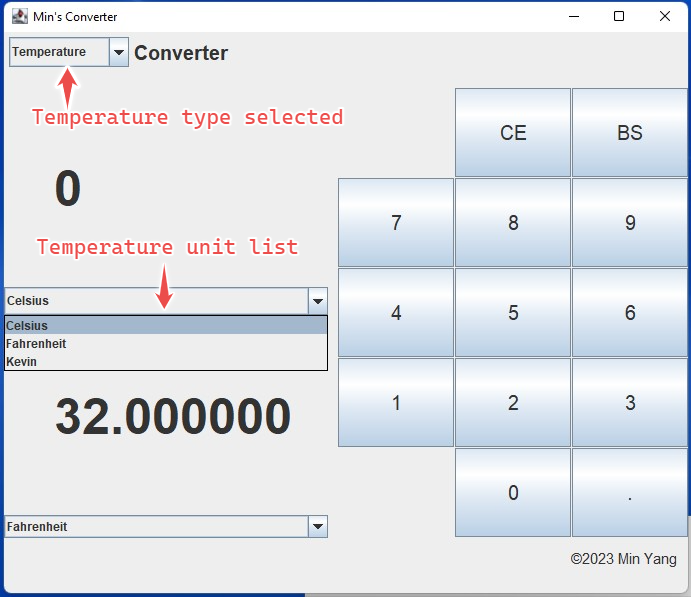 Min's Converter
Temperature Converter
Temperature type selected
CE BS
0
7 8 9
Temperature unit list
Celsius
4 5 6
Celsius
Fahrenheit
Kevin
32.000000
1 2 3
0 .
Fahrenheit
©2023 Min Yang